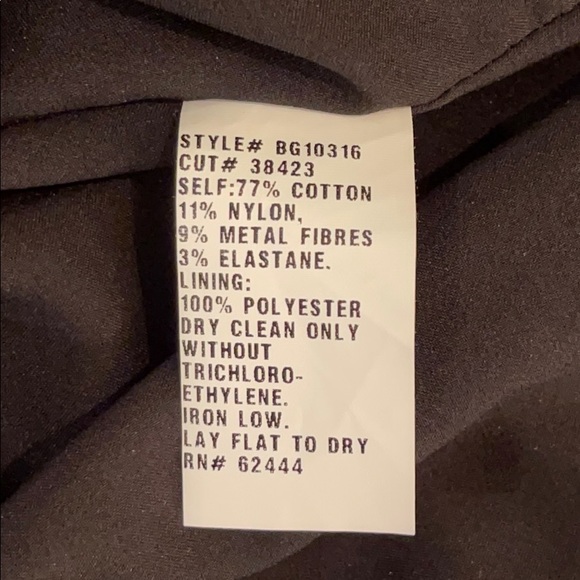 STYLE# BG10316
CUT# 38423
SELF:77% COTTON
11% NYLON,
9% METAL FIBRES
3% ELASTANE.
LINING:
100% POLYESTER
DRY CLEAN ONLY
WITHOUT
TRICHLORO-
ETHYLENE.
IRON LOW.
LAY FLAT TO DRY
RN# 62444